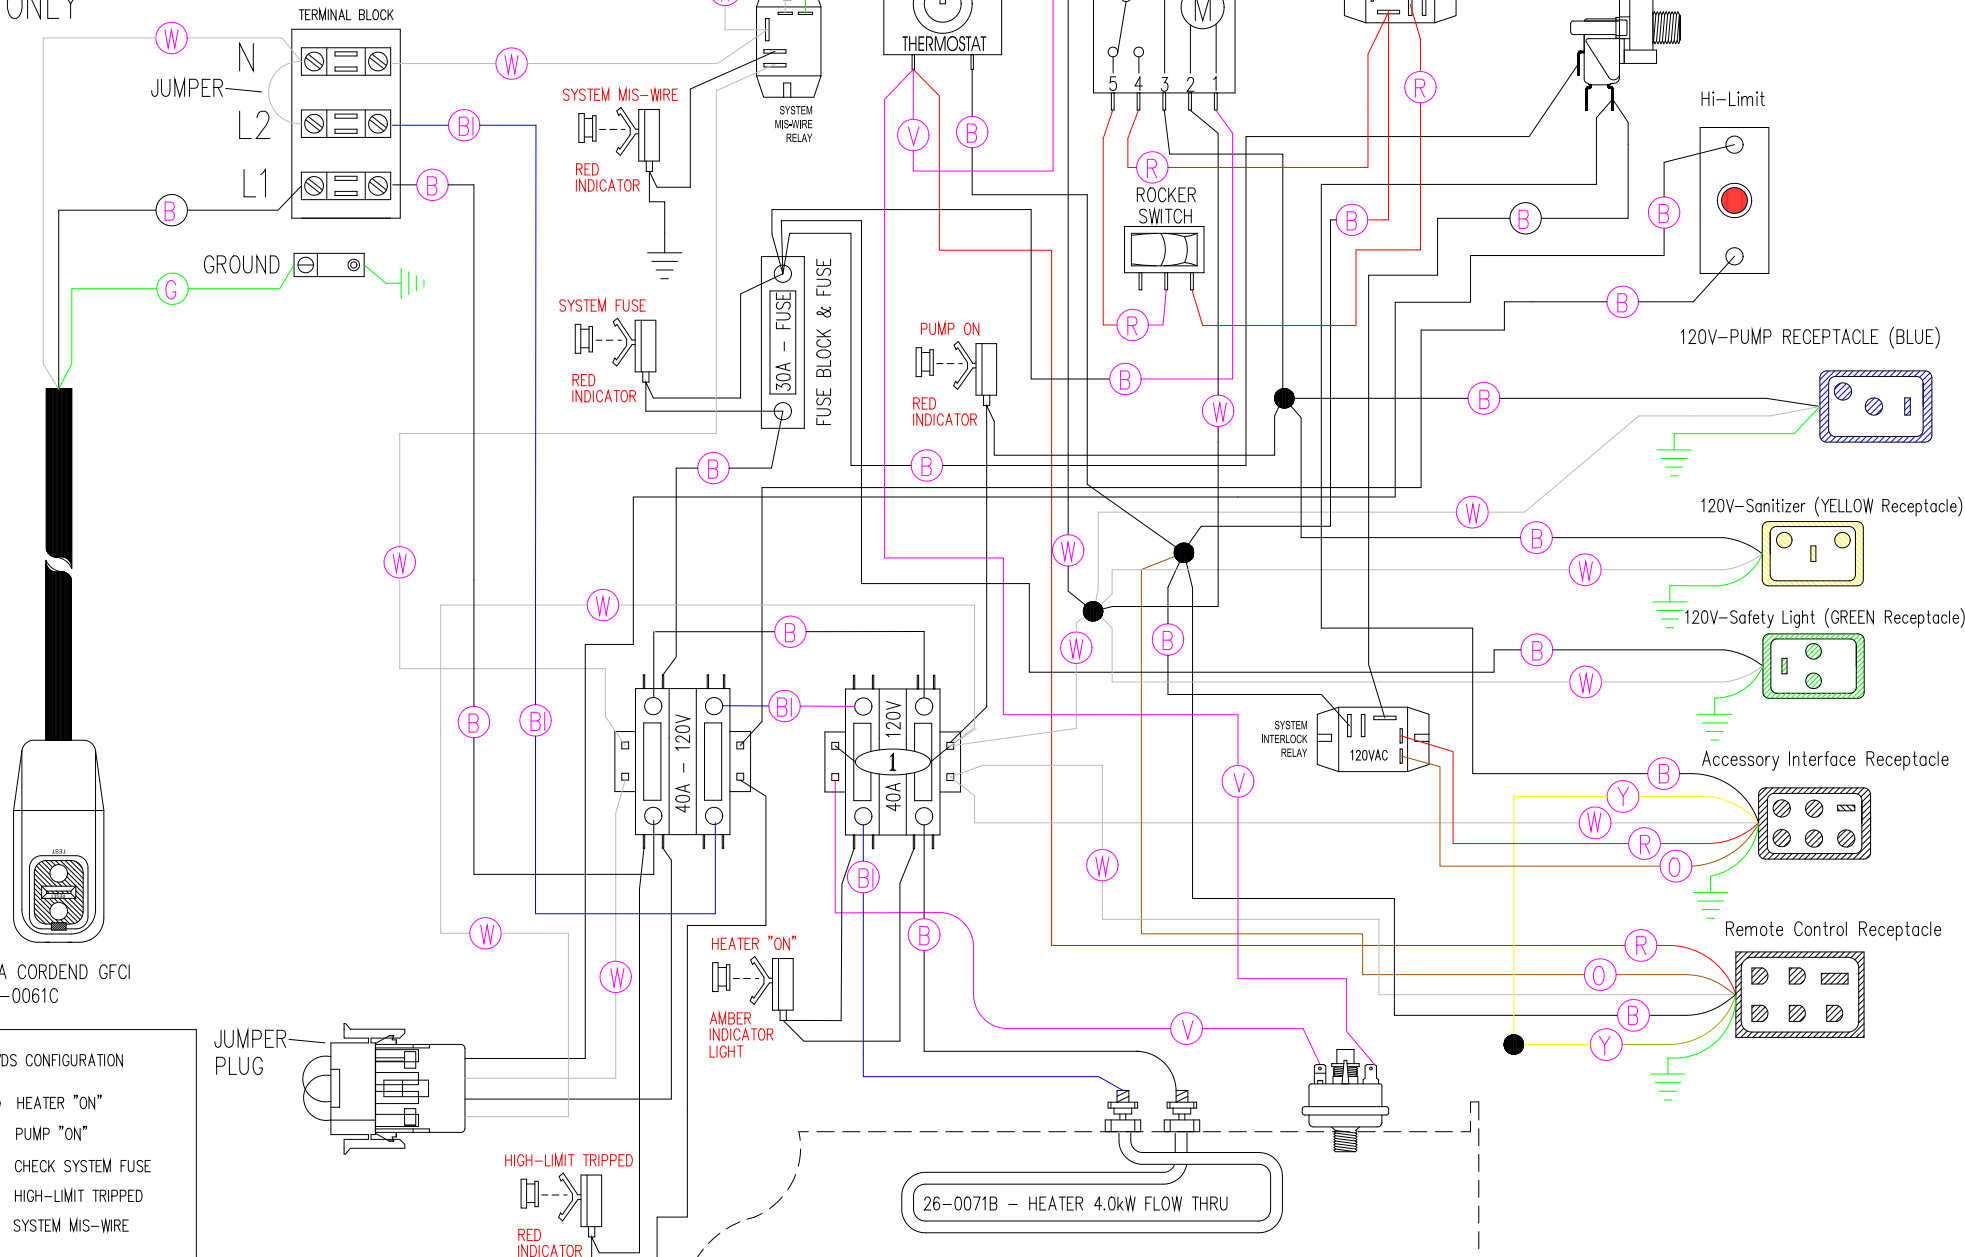 ONLY
TERMINAL BLOCK
N
JUMPER
L2
L1
GROUND
W
W
Bl
B
B
G
SYSTEM MIS-WIRE
RED
INDICATOR
SYSTEM
MIS-WIRE
RELAY
THERMOSTAT
V
B
M
5 4 3 2 1
R
R
ROCKER
SWITCH
B
B
R
B
W
Hi-Limit
B
B
SYSTEM FUSE
RED
INDICATOR
30A - FUSE
FUSE BLOCK & FUSE
PUMP ON
RED
INDICATOR
B
B
120V-PUMP RECEPTACLE (BLUE)
B
W
120V-Sanitizer (YELLOW Receptacle)
B
W
120V-Safety Light (GREEN Receptacle)
B
W
W
W
B
W
W
B
B
Bl
Bl
40A - 120V
40A
120V
1
SYSTEM
INTERLOCK
RELAY
120VAC
V
Accessory Interface Receptacle
B
Y
W
R
O
Remote Control Receptacle
R
O
B
Y
TEST
A CORDEND GFCI
-0061C
W
W
W
Bl
B
HEATER "ON"
AMBER
INDICATOR
LIGHT
V
JUMPER
PLUG
DS CONFIGURATION
HEATER "ON"
PUMP "ON"
CHECK SYSTEM FUSE
HIGH-LIMIT TRIPPED
SYSTEM MIS-WIRE
HIGH-LIMIT TRIPPED
RED
INDICATOR
26-0071B - HEATER 4.0kW FLOW THRU